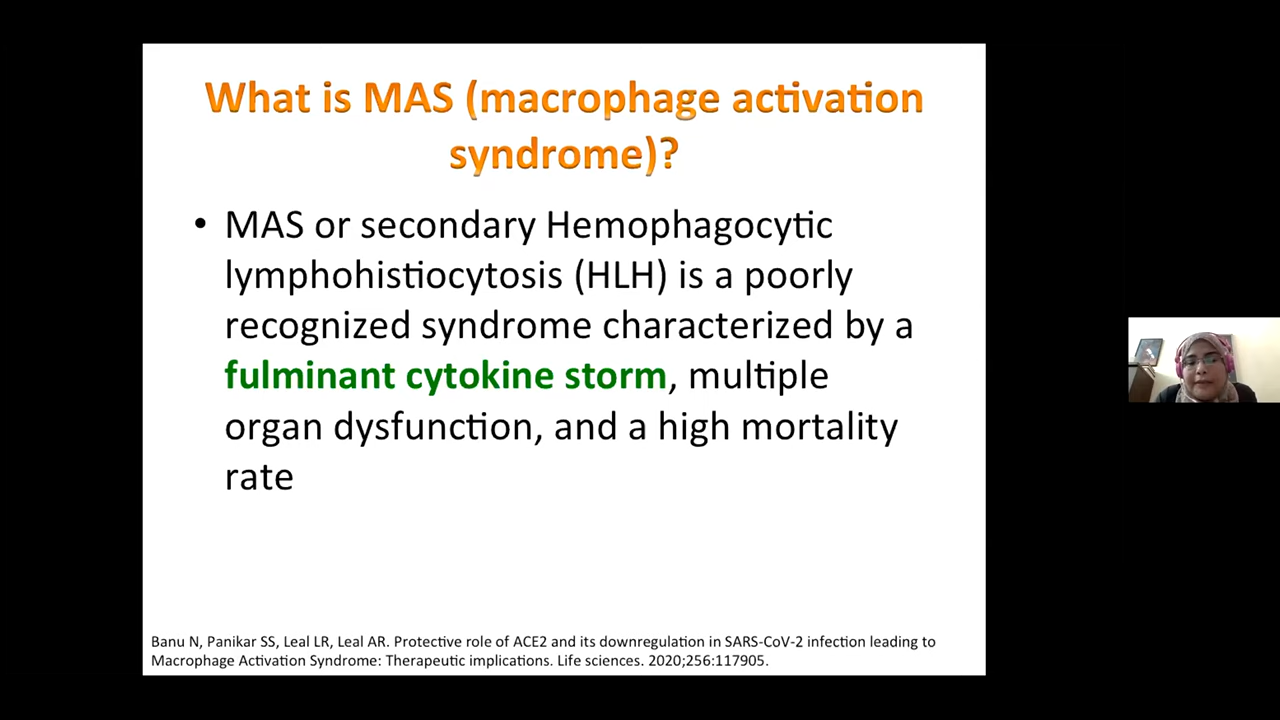 What is MAS (macrophage activation
syndrome)?
• MAS or secondary Hemophagocytic
lymphohistiocytosis (HLH) is a poorly
recognized syndrome characterized by a
fulminant cytokine storm, multiple
organ dysfunction, and a high mortality
rate
Banu N, Panikar SS, Leal LR, Leal AR. Protective role of ACE2 and its downregulation in SARS-CoV-2 infection leading to
Macrophage Activation Syndrome: Therapeutic implications. Life sciences. 2020;256:117905.